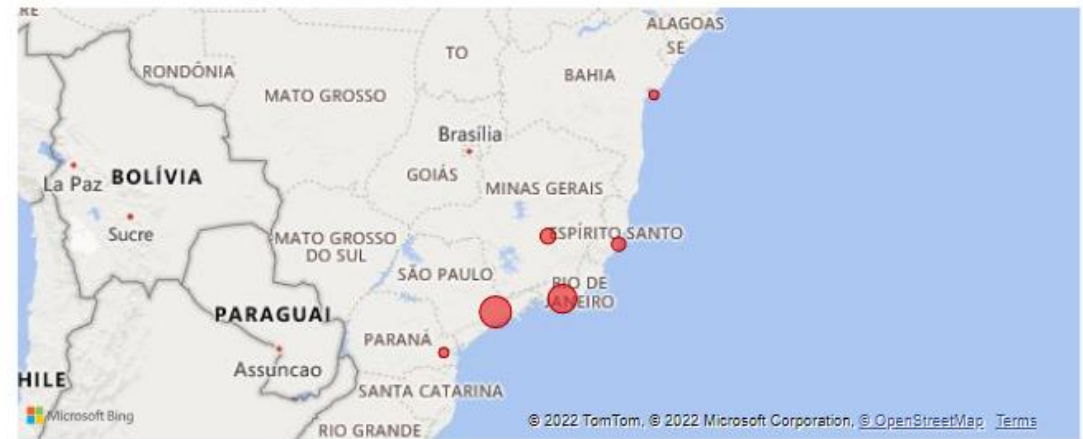 RE
ALAGOAS
SE
TO
RONDÔNIA
BAHIA
MATO GROSSO
Brasília
GOIÁS
La Paz
BOLÍVIA
MINAS GERAIS
Sucre
MATO GROSSO
DO SUL
ESPÍRITO SANTO
SÃO PAULO
RIO DE
JANEIRO
PARAGUAI
PARANÁ
Assuncao
HILE
SANTA CATARINA
Microsoft Bing
RIO GRANDE
© 2022 TomTom, © 2022 Microsoft Corporation, © OpenStreetMap Terms